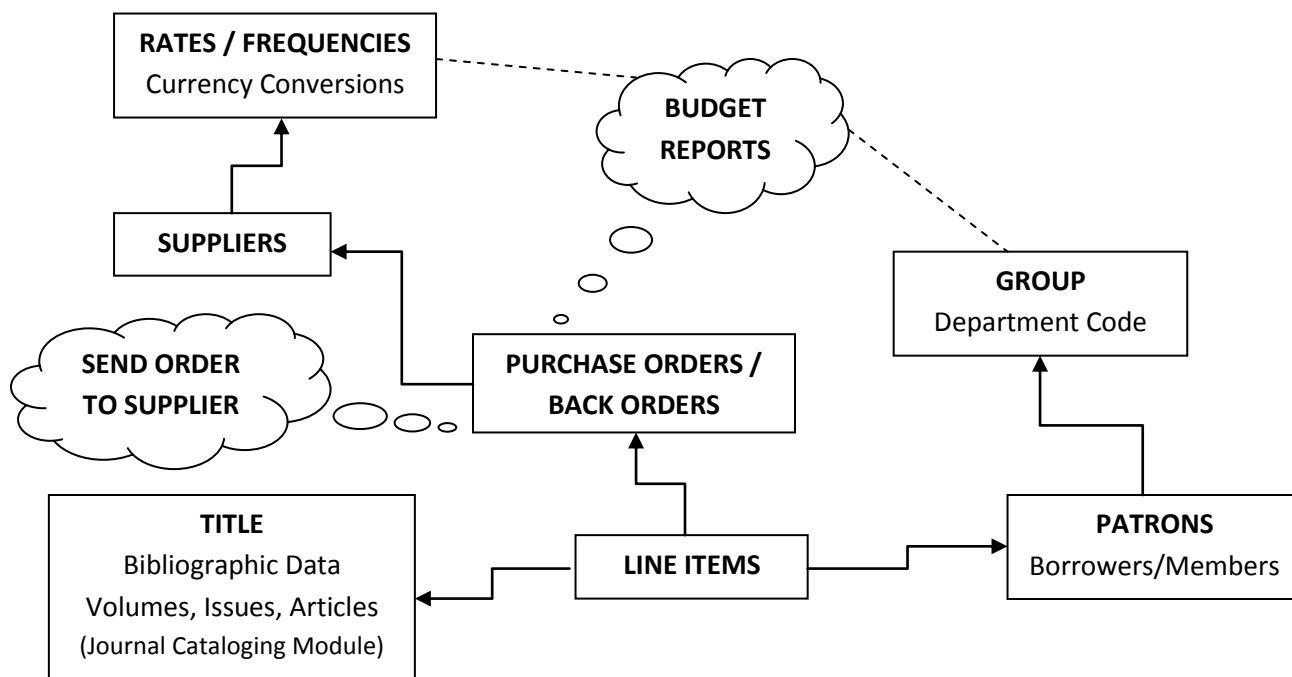 RATES / FREQUENCIES
Currency Conversions
BUDGET
REPORTS
SUPPLIERS
GROUP
Department Code
SEND ORDER
TO SUPPLIER
PURCHASE ORDERS /
BACK ORDERS
TITLE
Bibliographic Data
Volumes, Issues, Articles
(Journal Cataloging Module)
LINE ITEMS
PATRONS
Borrowers/Members